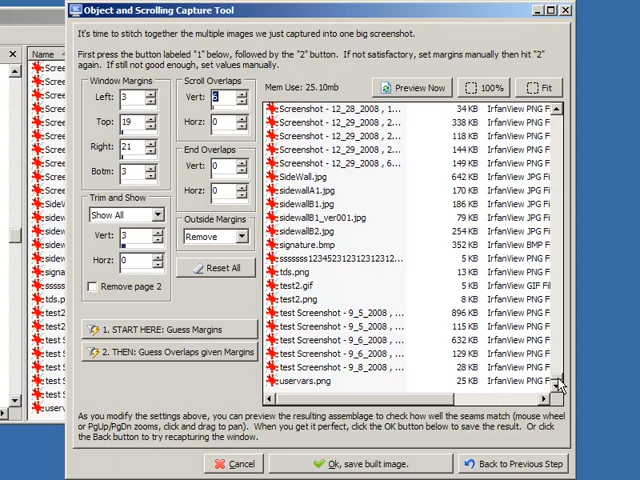 Object and Scrolling Capture Tool
It's time to stitch together the multiple images we just captured into one big screenshot.
First press the button labeled "1" below, followed by the "2" button. If not satisfactory, set margins manually then hit "2"
again. If still not good enough, set values manually.
Window Margins
Left: 3
Top: 19
Right: 21
Botm: 3
Scroll Overlaps
Vert: 6
Horz: 0
End Overlaps
Vert: 0
Horz: 0
Trim and Show
Show All
Vert: 3
Horz: 0
Remove page 2
Outside Margins
Remove
Reset All
1. START HERE: Guess Margins
2. THEN: Guess Overlaps given Margins
Mem Use: 25.10mb
Preview Now
100%
Fit
Screenshot - 12_28_2008 , 1... 34 KB IrfanView PNG F
Screenshot - 12_29_2008 , ... 338 KB IrfanView PNG F
Screenshot - 12_29_2008 , ... 118 KB IrfanView PNG F
Screenshot - 12_29_2008 , ... 144 KB IrfanView PNG F
Screenshot - 12_29_2008 , 6... 149 KB IrfanView PNG F
SideWall.jpg 642 KB IrfanView JPG Fi
sidewallA1.jpg 170 KB IrfanView JPG Fi
sidewallB1.jpg 186 KB IrfanView JPG Fi
sidewallB1_ver001.jpg 79 KB IrfanView JPG Fi
sidewallB2.jpg 254 KB IrfanView JPG Fi
signature.bmp 352 KB IrfanView BMP F
5 KB IrfanView PNG F
tds.png 13 KB IrfanView PNG F
test2.gif 5 KB IrfanView GIF Fil
test2.png 8 KB IrfanView PNG F
test Screenshot - 9_5_2008 , ... 896 KB IrfanView PNG F
test Screenshot - 9_5_2008 , ... 115 KB IrfanView PNG F
test Screenshot - 9_6_2008 , ... 632 KB IrfanView PNG F
test Screenshot - 9_6_2008 , ... 129 KB IrfanView PNG F
test Screenshot - 9_8_2008 , ... 28 KB IrfanView PNG F
uservars.png 25 KB IrfanView PNG F
As you modify the settings above, you can preview the resulting assemblage to check how well the seams match (mouse wheel
or PgUp/PgDn zooms, click and drag to pan). When you get it perfect, click the OK button below to save the result. Or click
the Back button to try recapturing the window.
Cancel
Ok, save built image.
Back to Previous Step
Name